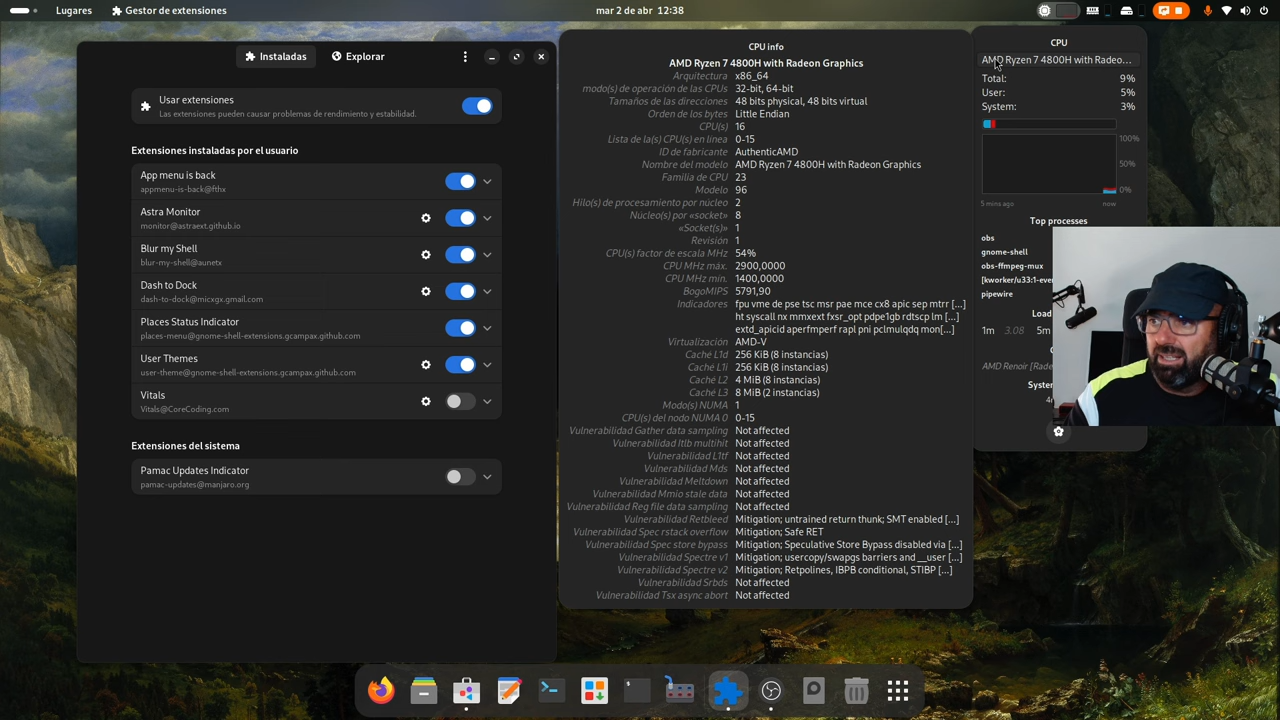 Lugares
Gestor de extensiones
mar 2 de abr 12:38
Instaladas
Explorar
Usar extensiones
Las extensiones pueden causar problemas de rendimiento y estabilidad.
Extensiones instaladas por el usuario
App menu is back
appmenu-is-back@fthx
Astra Monitor
monitor@astraext.github.io
Blur my Shell
blur-my-shell@aunetx
Dash to Dock
dash-to-dock@micxgx.gmail.com
Places Status Indicator
places-menu@gnome-shell-extensions.gcampax.github.com
User Themes
user-theme@gnome-shell-extensions.gcampax.github.com
Vitals
Vitals@CoreCoding.com
Extensiones del sistema
Pamac Updates Indicator
pamac-updates@manjaro.org
CPU info
AMD Ryzen 7 4800H with Radeon Graphics
Arquitectura x86_64
modo(s) de operación de las CPUs 32-bit, 64-bit
Tamaños de las direcciones 48 bits physical, 48 bits virtual
Orden de los bytes Little Endian
CPU(s) 16
Lista de la(s) CPU(s) en línea 0-15
ID de fabricante AuthenticAMD
Nombre del modelo AMD Ryzen 7 4800H with Radeon Graphics
Familia de CPU 23
Modelo 96
Hilo(s) de procesamiento por núcleo 2
Núcleo(s) por «socket» 8
«Socket(s)» 1
Revisión 1
CPU(s) factor de escala MHz 54%
CPU MHz máx. 2900,0000
CPU MHz mín. 1400,0000
BogoMIPS 5791,90
Indicadores fpu vme de pse tsc msr pae mce cx8 apic sep mtrr [...]
ht syscall nx mmxext fxsr_opt pdpe1gb rdtscp lm [...]
extd_apicid aperfmperf rapl pni pclmulqdq mon[...]
Virtualización AMD-V
Caché L1d 256 KiB (8 instancias)
Caché L1i 256 KiB (8 instancias)
Caché L2 4 MiB (8 instancias)
Caché L3 8 MiB (2 instancias)
Modo(s) NUMA 1
CPU(s) del nodo NUMA 0 0-15
Vulnerabilidad Gather data sampling Not affected
Vulnerabilidad Itlb multihit Not affected
Vulnerabilidad L1tf Not affected
Vulnerabilidad Mds Not affected
Vulnerabilidad Meltdown Not affected
Vulnerabilidad Mmio stale data Not affected
Vulnerabilidad Reg file data sampling Not affected
Vulnerabilidad Retbleed Mitigation; untrained return thunk; SMT enabled [...]
Vulnerabilidad Spec rstack overflow Mitigation; Safe RET
Vulnerabilidad Spec store bypass Mitigation; Speculative Store Bypass disabled via [...]
Vulnerabilidad Spectre v1 Mitigation; usercopy/swapgs barriers and __user [...]
Vulnerabilidad Spectre v2 Mitigation; Retpolines, IBPB conditional, STIBP [...]
Vulnerabilidad Srbds Not affected
Vulnerabilidad Tsx async abort Not affected
CPU
AMD Ryzen 7 4800H with Radeo...
Total: 9%
User: 5%
System: 3%
100%
50%
0%
5 mins ago now
Top processes
obs
gnome-shell
obs-ffmpeg-mux
[kworker/u33:1-eve
pipewire
Load
1m 3.08 5m
AMD Renoir [Rade
Syste